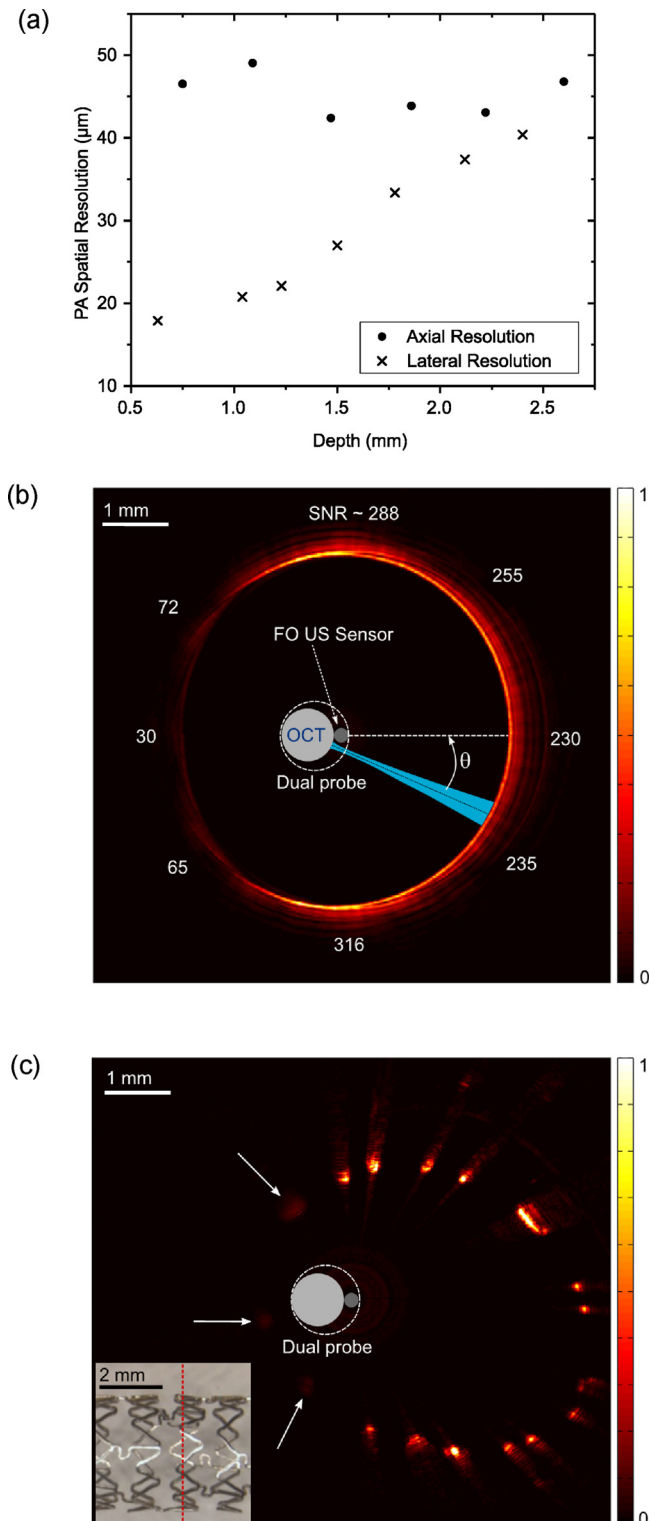 (a)
50
40
30
20
10
PA Spatial Resolution (µm)
Axial Resolution
Lateral Resolution
0.5 1.0 1.5 2.0 2.5
Depth (mm)
(b)
1 mm
SNR ~ 288
1
255
72
FO US Sensor
OCT
30
230
θ
Dual probe
65
235
316
0
(c)
1 mm
1
Dual probe
2 mm
0